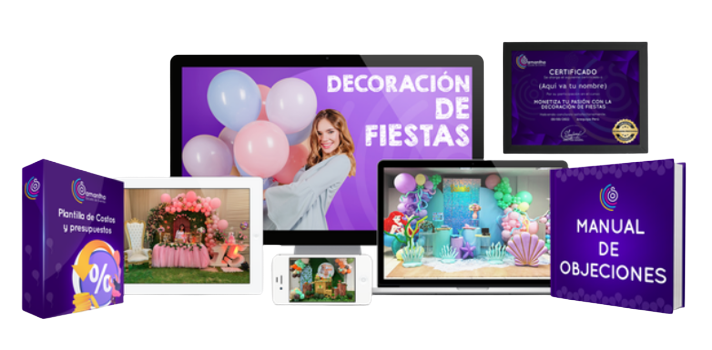 DECORACIÓN
DE
FIESTAS
CERTIFICADO
(Aquí va tu nombre)
MONETIZA TU PASIÓN CON LA
DECORACIÓN DE FIESTAS
amantha
Plantilla de Costos
y presupuestos
%
MANUAL
DE
OBJECIONES